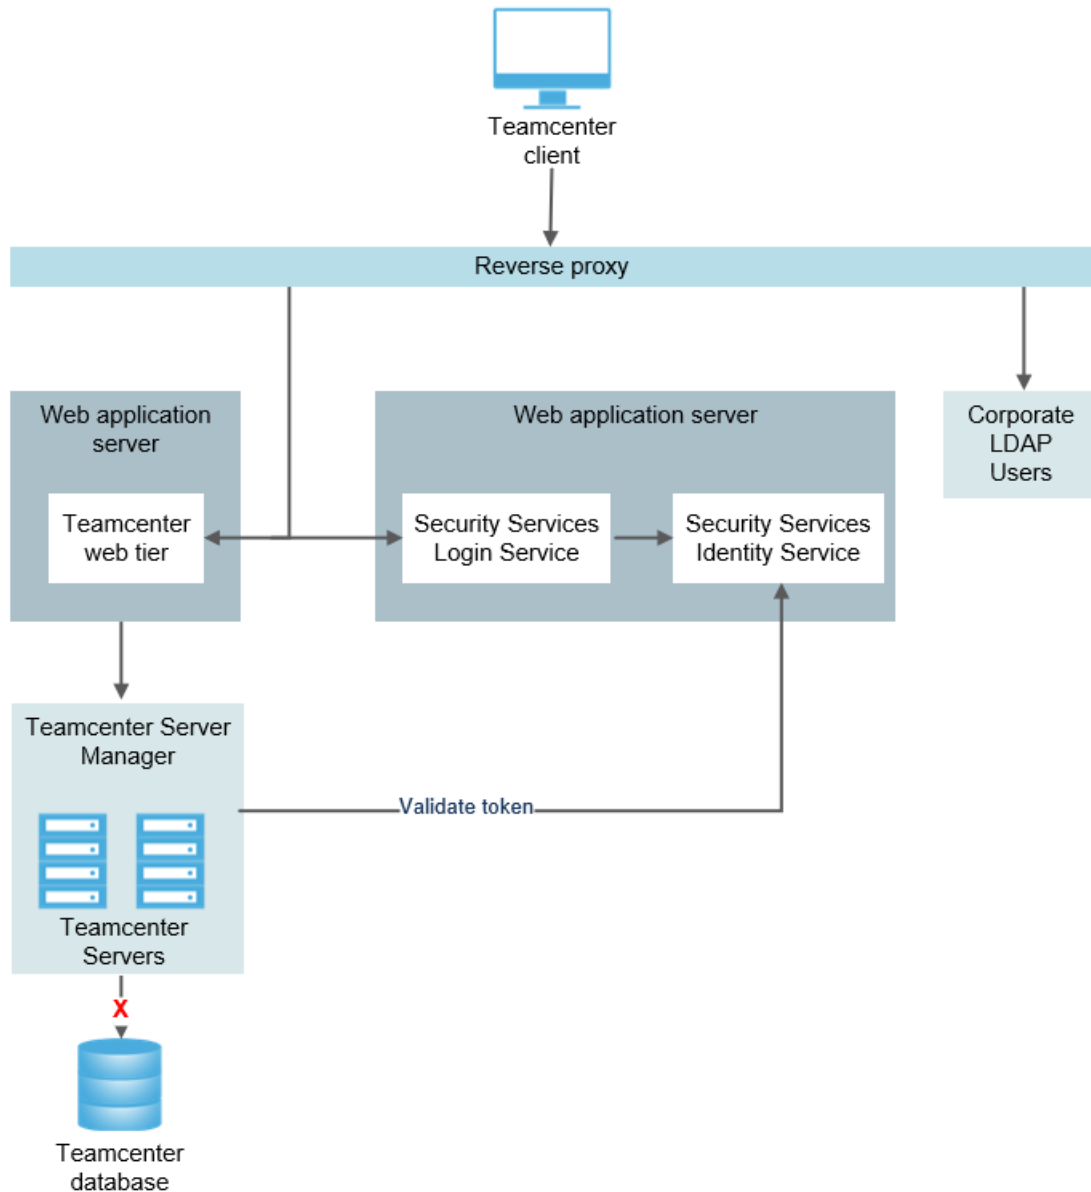 Teamcenter
client
Reverse proxy
Web application
server
Web application server
Corporate
LDAP
Users
Teamcenter
web tier
Security Services
Login Service
Security Services
Identity Service
Teamcenter Server
Manager
Validate token
Teamcenter
Servers
X
Teamcenter
database